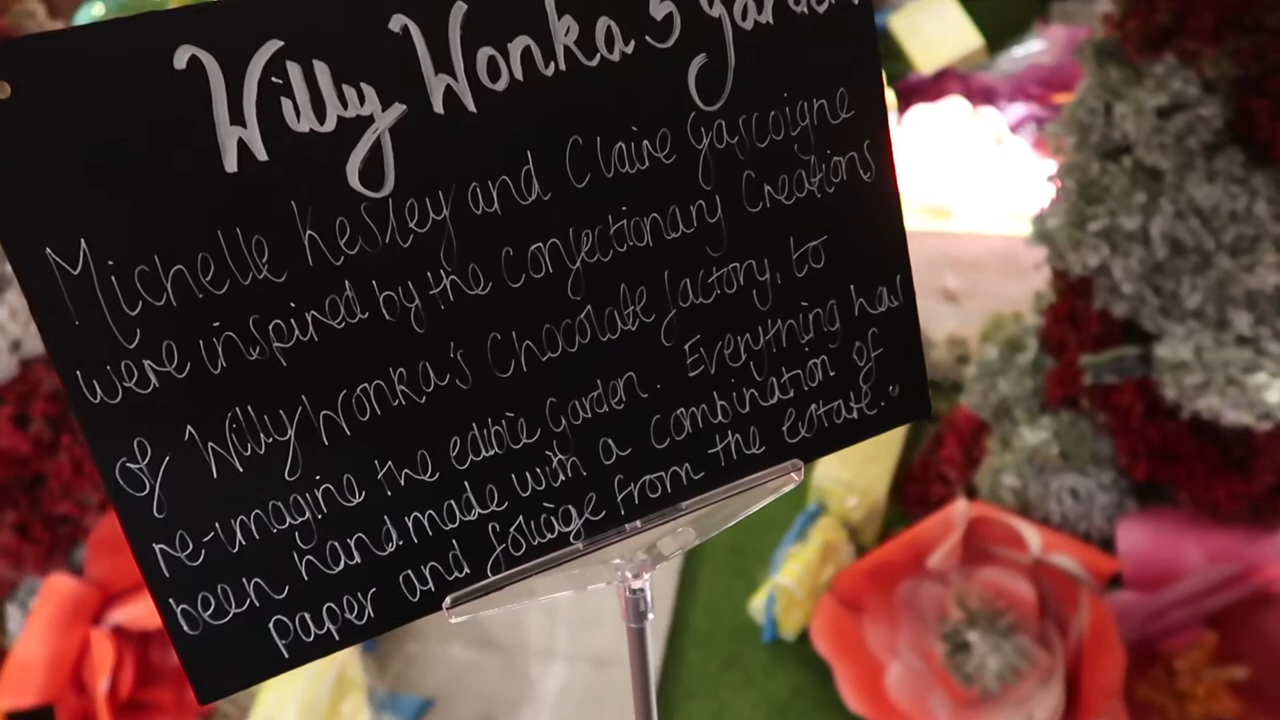 Willy Wonka's garden
Michelle Kesley and Claire Gascoigne
were inspired by the confectionary Creations
of Willy Wonka's Chocolate factory, to
re-imagine the edible Garden. Everything has
been handmade with a combination of
paper and foliage from the estate.